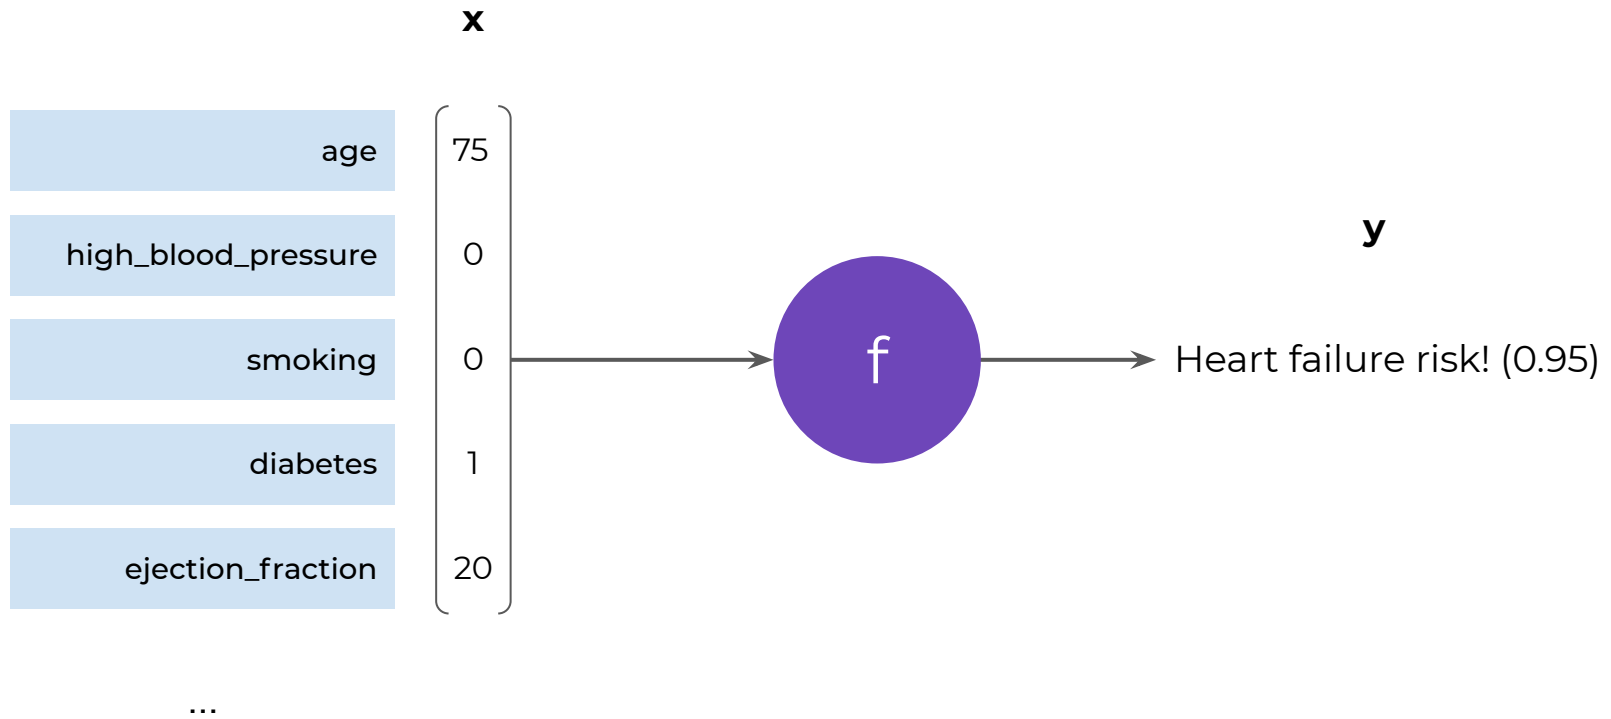 x
age 75
high_blood_pressure 0
smoking 0
diabetes 1
ejection_fraction 20
...
f
y
Heart failure risk! (0.95)